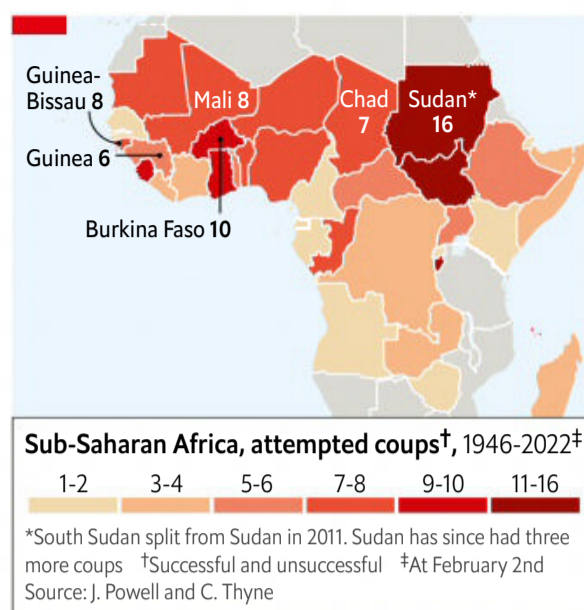 Guinea-
Bissau 8
Mali 8
Chad
7
Sudan*
16
Guinea 6
Burkina Faso 10
Sub-Saharan Africa, attempted coups†, 1946-2022‡
1-2 3-4 5-6 7-8 9-10 11-16
*South Sudan split from Sudan in 2011. Sudan has since had three
more coups †Successful and unsuccessful ‡At February 2nd
Source: J. Powell and C. Thyne